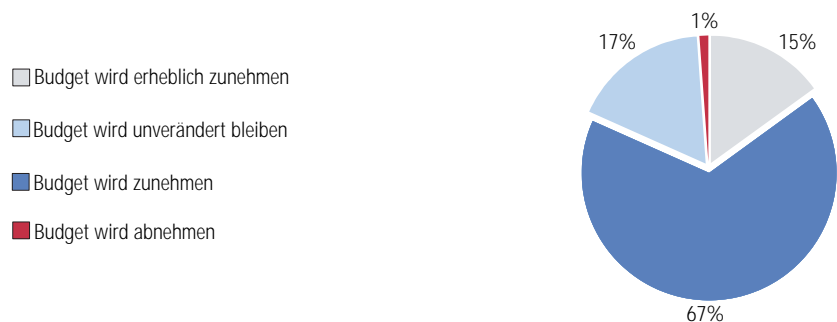 Budget wird erheblich zunehmen
Budget wird unverändert bleiben
Budget wird zunehmen
Budget wird abnehmen
1%
17%
15%
67%